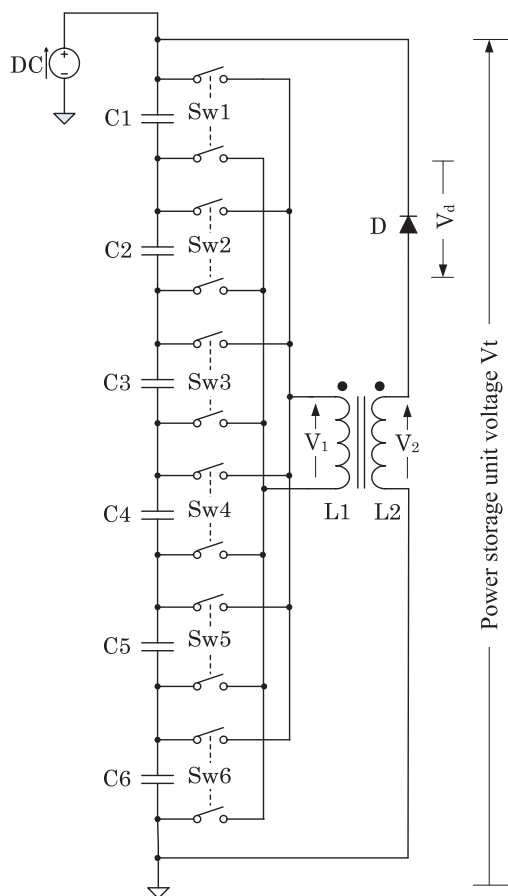 DC
+
−
C1
Sw1
C2
Sw2
D
V_d
C3
Sw3
V₁
V₂
L1
L2
C4
Sw4
C5
Sw5
C6
Sw6
Power storage unit voltage Vt